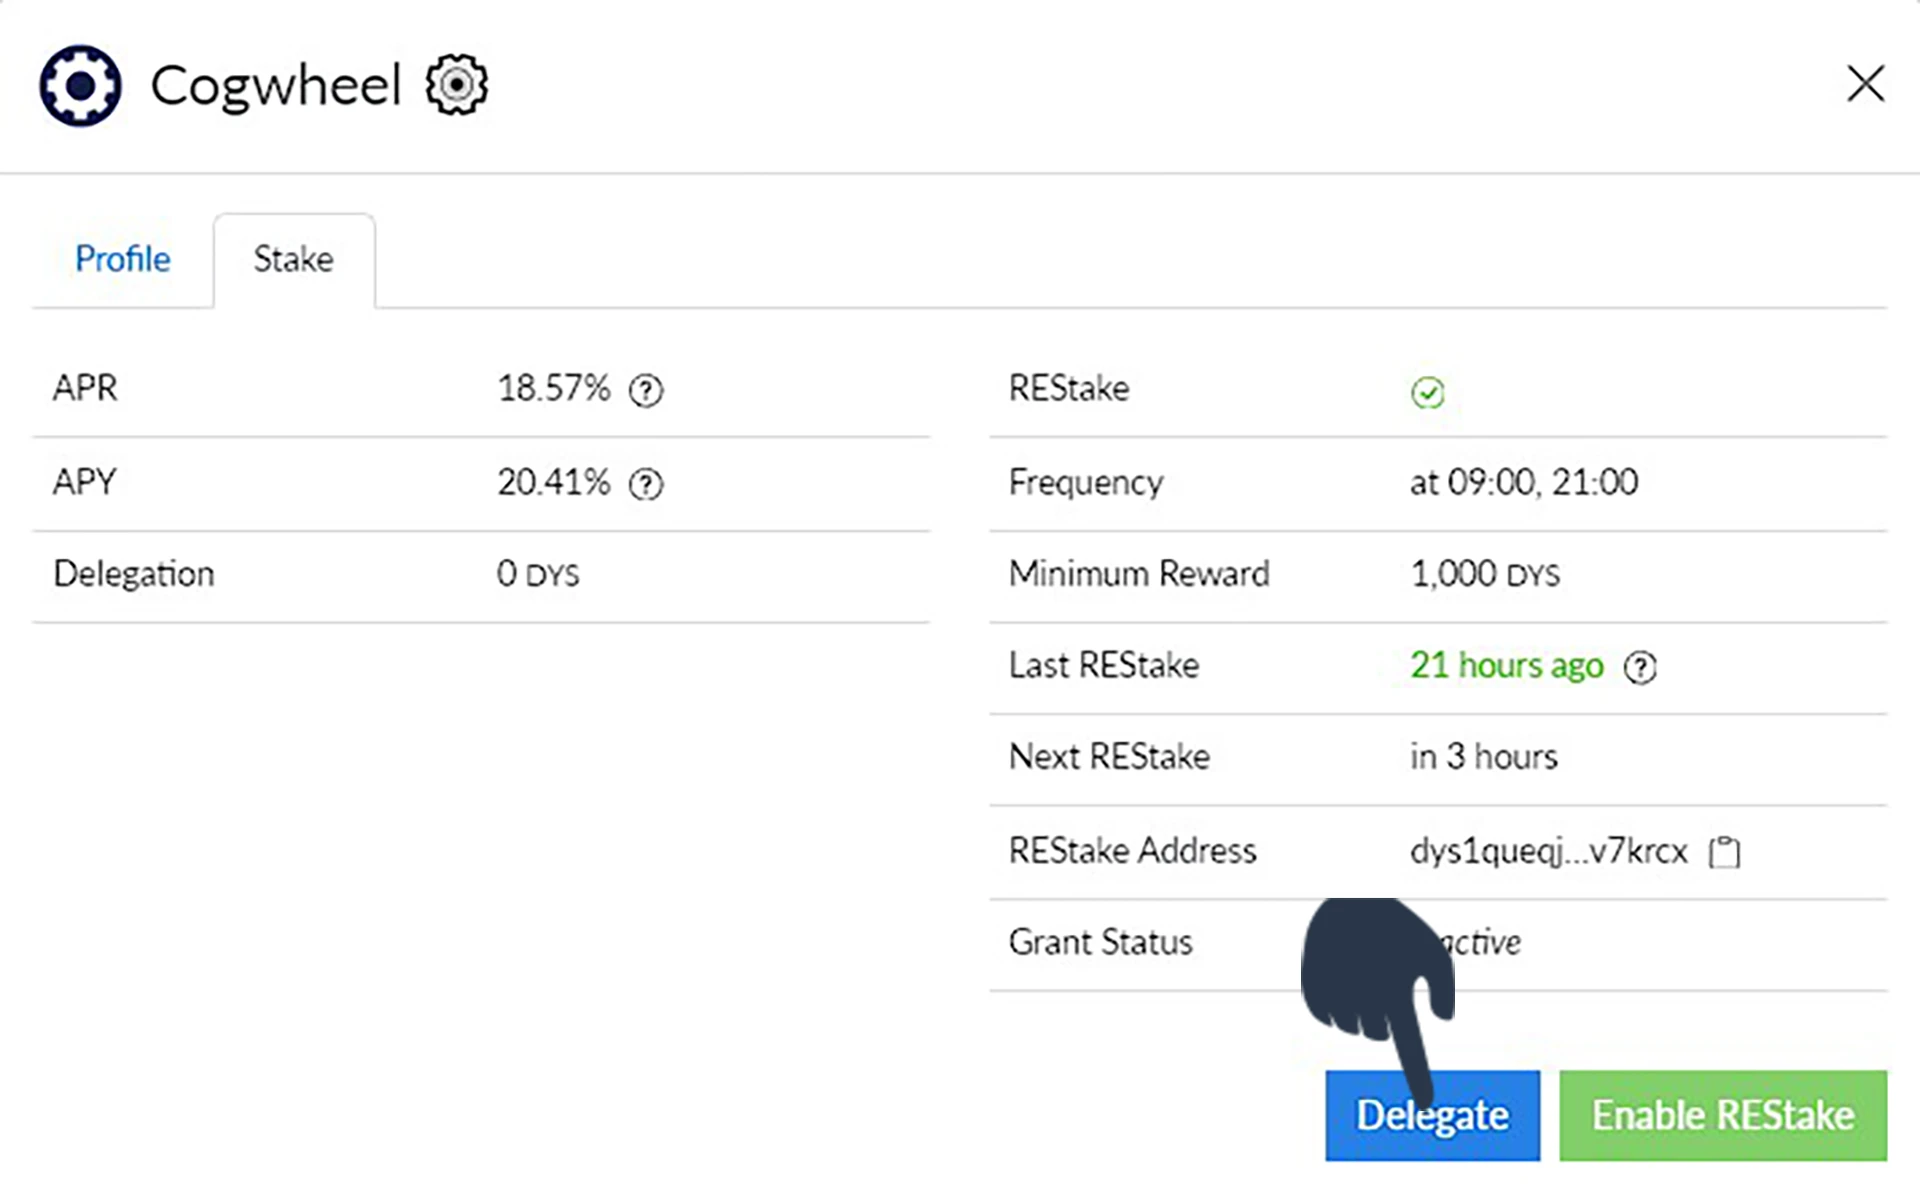 Cogwheel
Profile
Stake
APR 18.57%
APY 20.41%
Delegation 0 DYS
REStake
Frequency at 09:00, 21:00
Minimum Reward 1,000 DYS
Last REStake 21 hours ago
Next REStake in 3 hours
REStake Address dys1queqj...v7krcx
Grant Status
Delegate
Enable REStake